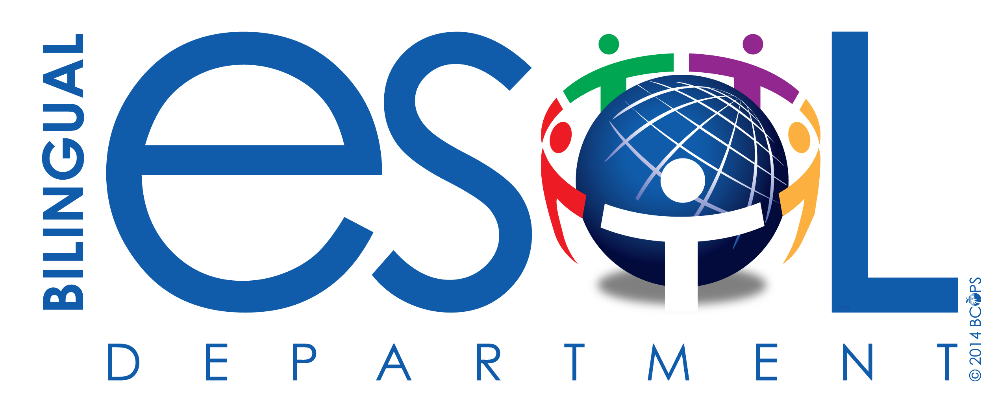 BILINGUAL
esOL
DEPARTMENT
© 2014 BCPS